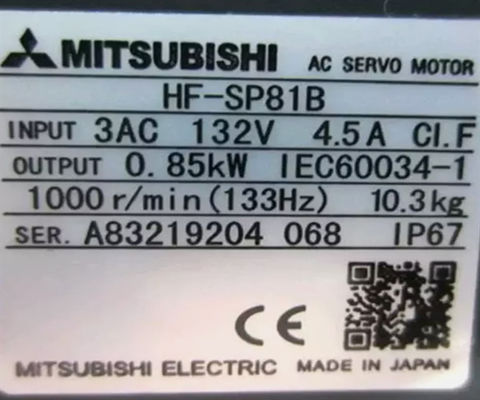 MITSUBISHI AC SERVO MOTOR
HF-SP81B
INPUT 3AC 132V 4.5A CI.F
OUTPUT 0.85kW IEC60034-1
1000r/min(133Hz) 10.3kg
SER. A83219204 068 IP67
CE
MITSUBISHI ELECTRIC MADE IN JAPAN